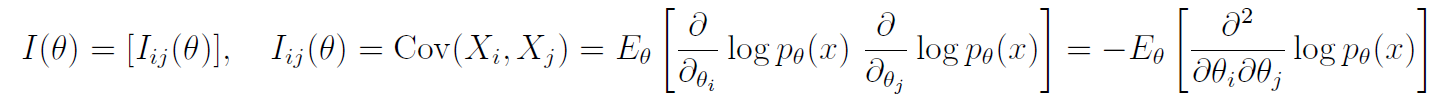 I(θ) = [I_{ij}(θ)], I_{ij}(θ) = Cov(X_i, X_j) = E_θ [ ∂/∂_{θ_i} log p_θ(x) ∂/∂_{θ_j} log p_θ(x) ] = −E_θ [ ∂²/∂θ_i∂θ_j log p_θ(x) ]